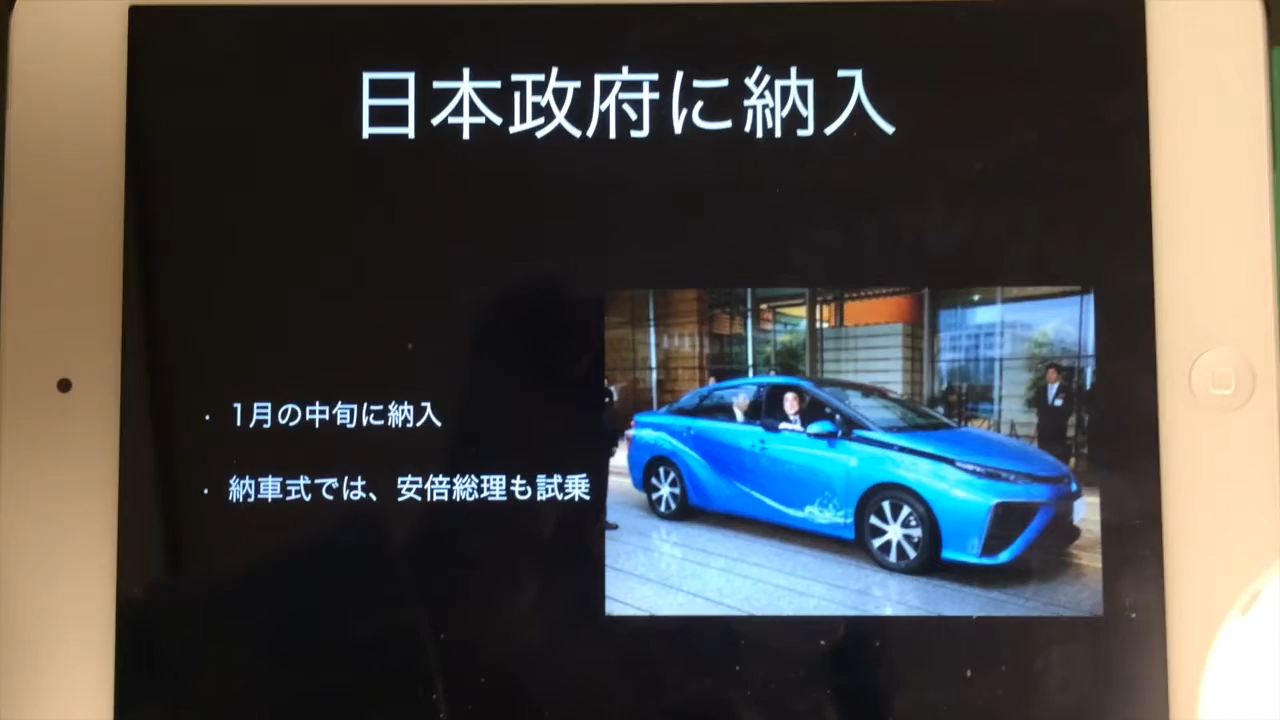 日本政府に納入
・ 1月の中旬に納入
・ 納車式では、安倍総理も試乗